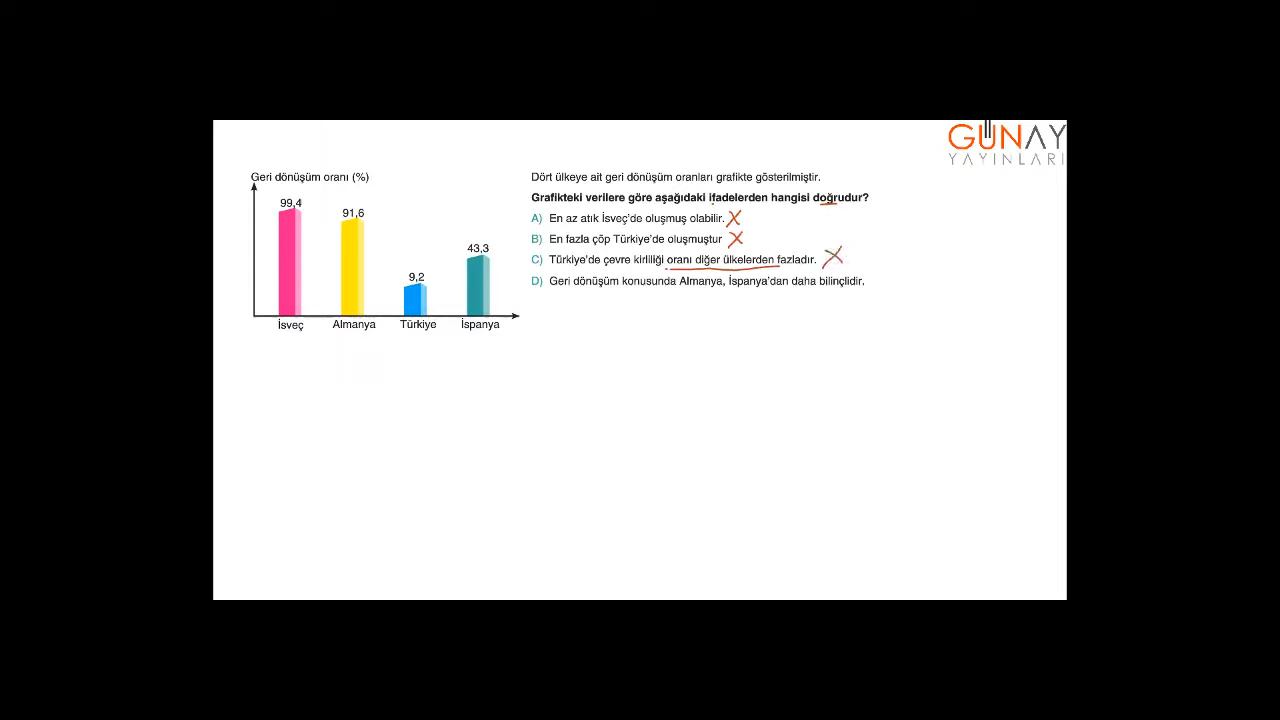 GÜNAY
YAYINLARI
Geri dönüşüm oranı (%)
99,4
91,6
9,2
43,3
İsveç
Almanya
Türkiye
İspanya
Dört ülkeye ait geri dönüşüm oranları grafikte gösterilmiştir.
Grafikteki verilere göre aşağıdaki ifadelerden hangisi doğrudur?
A) En az atık İsveç'de oluşmuş olabilir.
B) En fazla çöp Türkiye'de oluşmuştur
C) Türkiye'de çevre kirliliği oranı diğer ülkelerden fazladır.
D) Geri dönüşüm konusunda Almanya, İspanya'dan daha bilinçlidir.